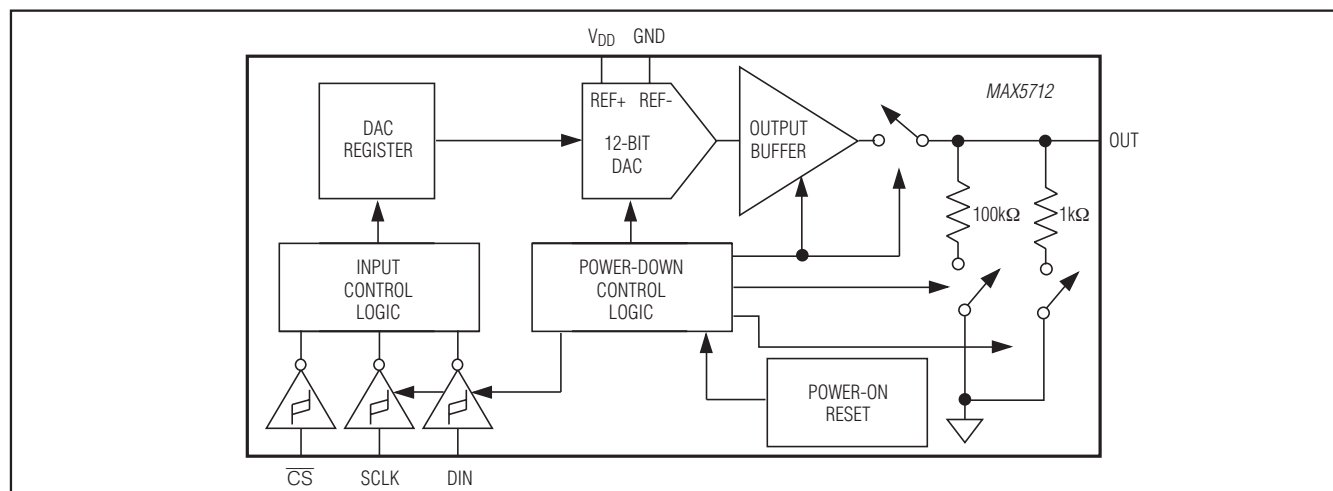 VDD GND
MAX5712
REF+ REF-
DAC
REGISTER
12-BIT
DAC
OUTPUT
BUFFER
OUT
100kΩ
1kΩ
INPUT
CONTROL
LOGIC
POWER-DOWN
CONTROL
LOGIC
POWER-ON
RESET
C̅S̅ SCLK DIN